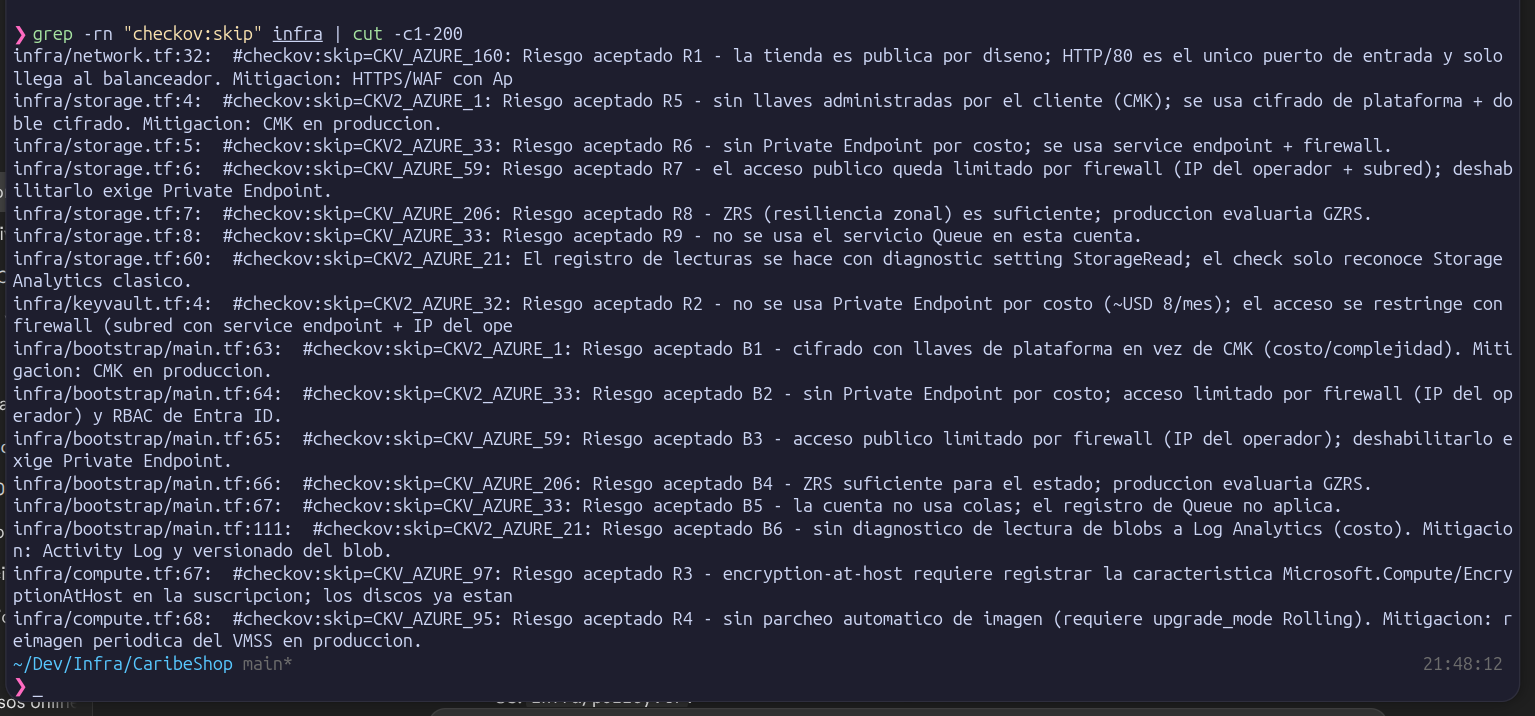 ❯ grep -rn "checkov:skip" infra | cut -c1-200
infra/network.tf:32:  #checkov:skip=CKV_AZURE_160: Riesgo aceptado R1 - la tienda es publica por diseno; HTTP/80 es el unico puerto de entrada y solo
llega al balanceador. Mitigacion: HTTPS/WAF con Ap
infra/storage.tf:4:  #checkov:skip=CKV2_AZURE_1: Riesgo aceptado R5 - sin llaves administradas por el cliente (CMK); se usa cifrado de plataforma + do
ble cifrado. Mitigacion: CMK en produccion.
infra/storage.tf:5:  #checkov:skip=CKV2_AZURE_33: Riesgo aceptado R6 - sin Private Endpoint por costo; se usa service endpoint + firewall.
infra/storage.tf:6:  #checkov:skip=CKV_AZURE_59: Riesgo aceptado R7 - el acceso publico queda limitado por firewall (IP del operador + subred); deshab
ilitarlo exige Private Endpoint.
infra/storage.tf:7:  #checkov:skip=CKV_AZURE_206: Riesgo aceptado R8 - ZRS (resiliencia zonal) es suficiente; produccion evaluaria GZRS.
infra/storage.tf:8:  #checkov:skip=CKV_AZURE_33: Riesgo aceptado R9 - no se usa el servicio Queue en esta cuenta.
infra/storage.tf:60:  #checkov:skip=CKV2_AZURE_21: El registro de lecturas se hace con diagnostic setting StorageRead; el check solo reconoce Storage
Analytics clasico.
infra/keyvault.tf:4:  #checkov:skip=CKV2_AZURE_32: Riesgo aceptado R2 - no se usa Private Endpoint por costo (~USD 8/mes); el acceso se restringe con
firewall (subred con service endpoint + IP del ope
infra/bootstrap/main.tf:63:  #checkov:skip=CKV2_AZURE_1: Riesgo aceptado B1 - cifrado con llaves de plataforma en vez de CMK (costo/complejidad). Miti
gacion: CMK en produccion.
infra/bootstrap/main.tf:64:  #checkov:skip=CKV2_AZURE_33: Riesgo aceptado B2 - sin Private Endpoint por costo; acceso limitado por firewall (IP del op
erador) y RBAC de Entra ID.
infra/bootstrap/main.tf:65:  #checkov:skip=CKV_AZURE_59: Riesgo aceptado B3 - acceso publico limitado por firewall (IP del operador); deshabilitarlo e
xige Private Endpoint.
infra/bootstrap/main.tf:66:  #checkov:skip=CKV_AZURE_206: Riesgo aceptado B4 - ZRS suficiente para el estado; produccion evaluaria GZRS.
infra/bootstrap/main.tf:67:  #checkov:skip=CKV_AZURE_33: Riesgo aceptado B5 - la cuenta no usa colas; el registro de Queue no aplica.
infra/bootstrap/main.tf:111:  #checkov:skip=CKV2_AZURE_21: Riesgo aceptado B6 - sin diagnostico de lectura de blobs a Log Analytics (costo). Mitigacio
n: Activity Log y versionado del blob.
infra/compute.tf:67:  #checkov:skip=CKV_AZURE_97: Riesgo aceptado R3 - encryption-at-host requiere registrar la caracteristica Microsoft.Compute/Encry
ptionAtHost en la suscripcion; los discos ya estan
infra/compute.tf:68:  #checkov:skip=CKV_AZURE_95: Riesgo aceptado R4 - sin parcheo automatico de imagen (requiere upgrade_mode Rolling). Mitigacion: r
eimagen periodica del VMSS en produccion.
~/Dev/Infra/CaribeShop main* 21:48:12
❯ _